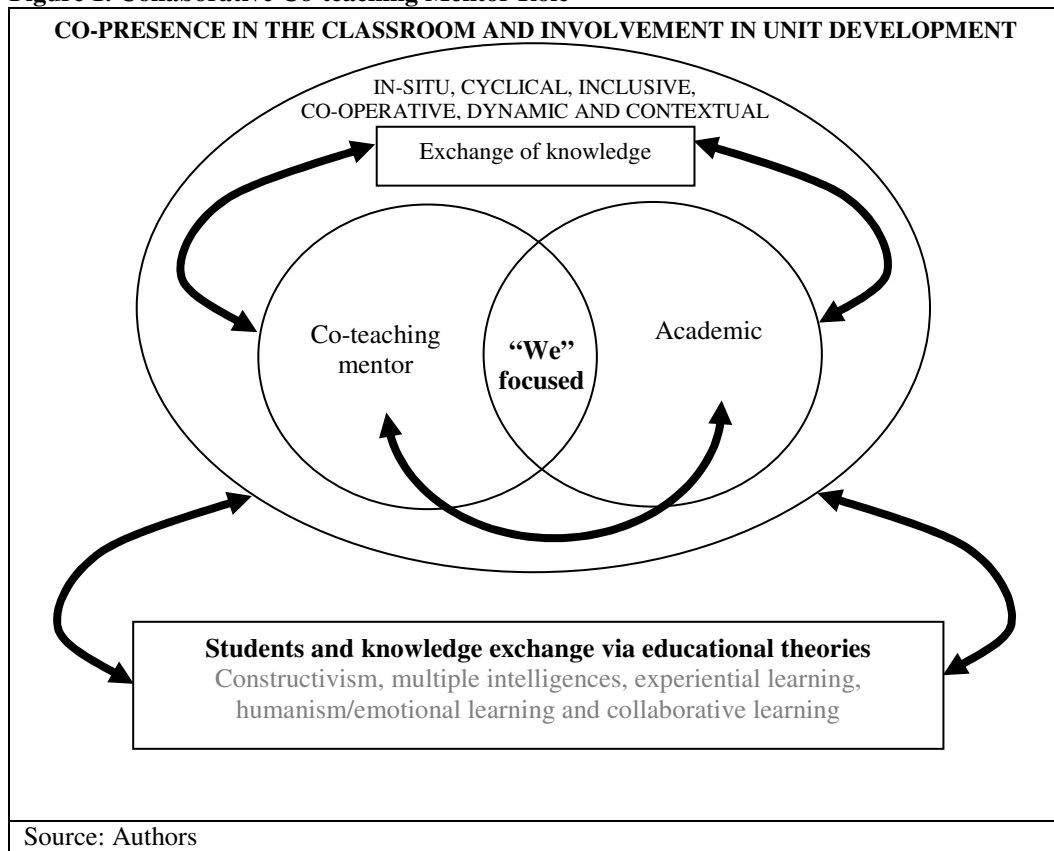 Figure 1: Collaborative Co-teaching Mentor Role
CO-PRESENCE IN THE CLASSROOM AND INVOLVEMENT IN UNIT DEVELOPMENT
IN-SITU, CYCLICAL, INCLUSIVE,
CO-OPERATIVE, DYNAMIC AND CONTEXTUAL
Exchange of knowledge
Co-teaching
mentor
“We”
focused
Academic
Students and knowledge exchange via educational theories
Constructivism, multiple intelligences, experiential learning,
humanism/emotional learning and collaborative learning
Source: Authors